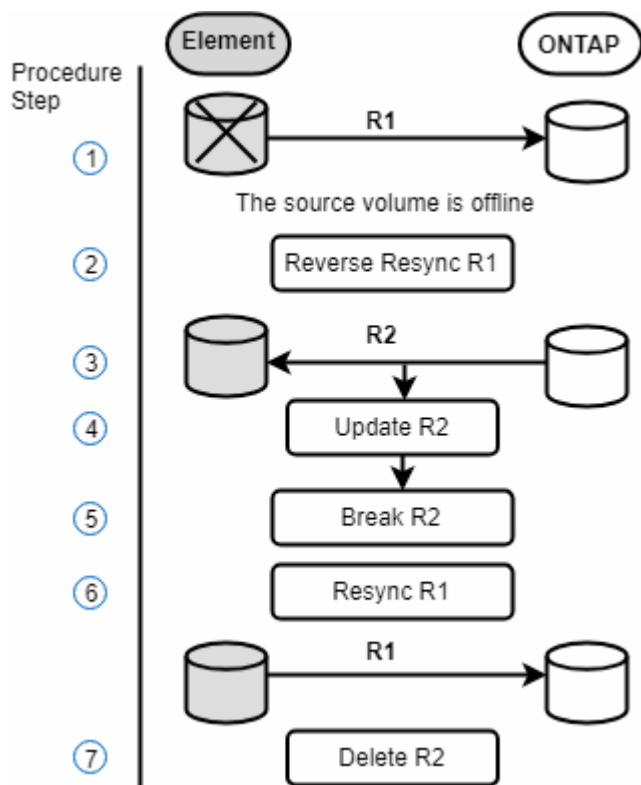 Element
ONTAP
Procedure
Step
R1
1
The source volume is offline
2
Reverse Resync R1
R2
3
4
Update R2
5
Break R2
6
Resync R1
R1
7
Delete R2